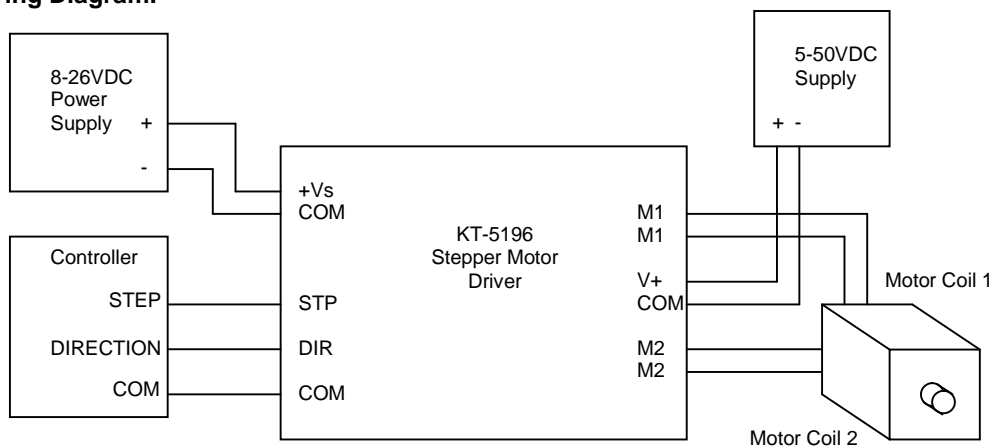 ing Diagram:
8-26VDC
Power
Supply +
-
5-50VDC
Supply
+ -
+Vs
COM
KT-5196
Stepper Motor
Driver
M1
M1
V+
COM
M2
M2
Controller
STEP
DIRECTION
COM
STP
DIR
COM
Motor Coil 1
Motor Coil 2